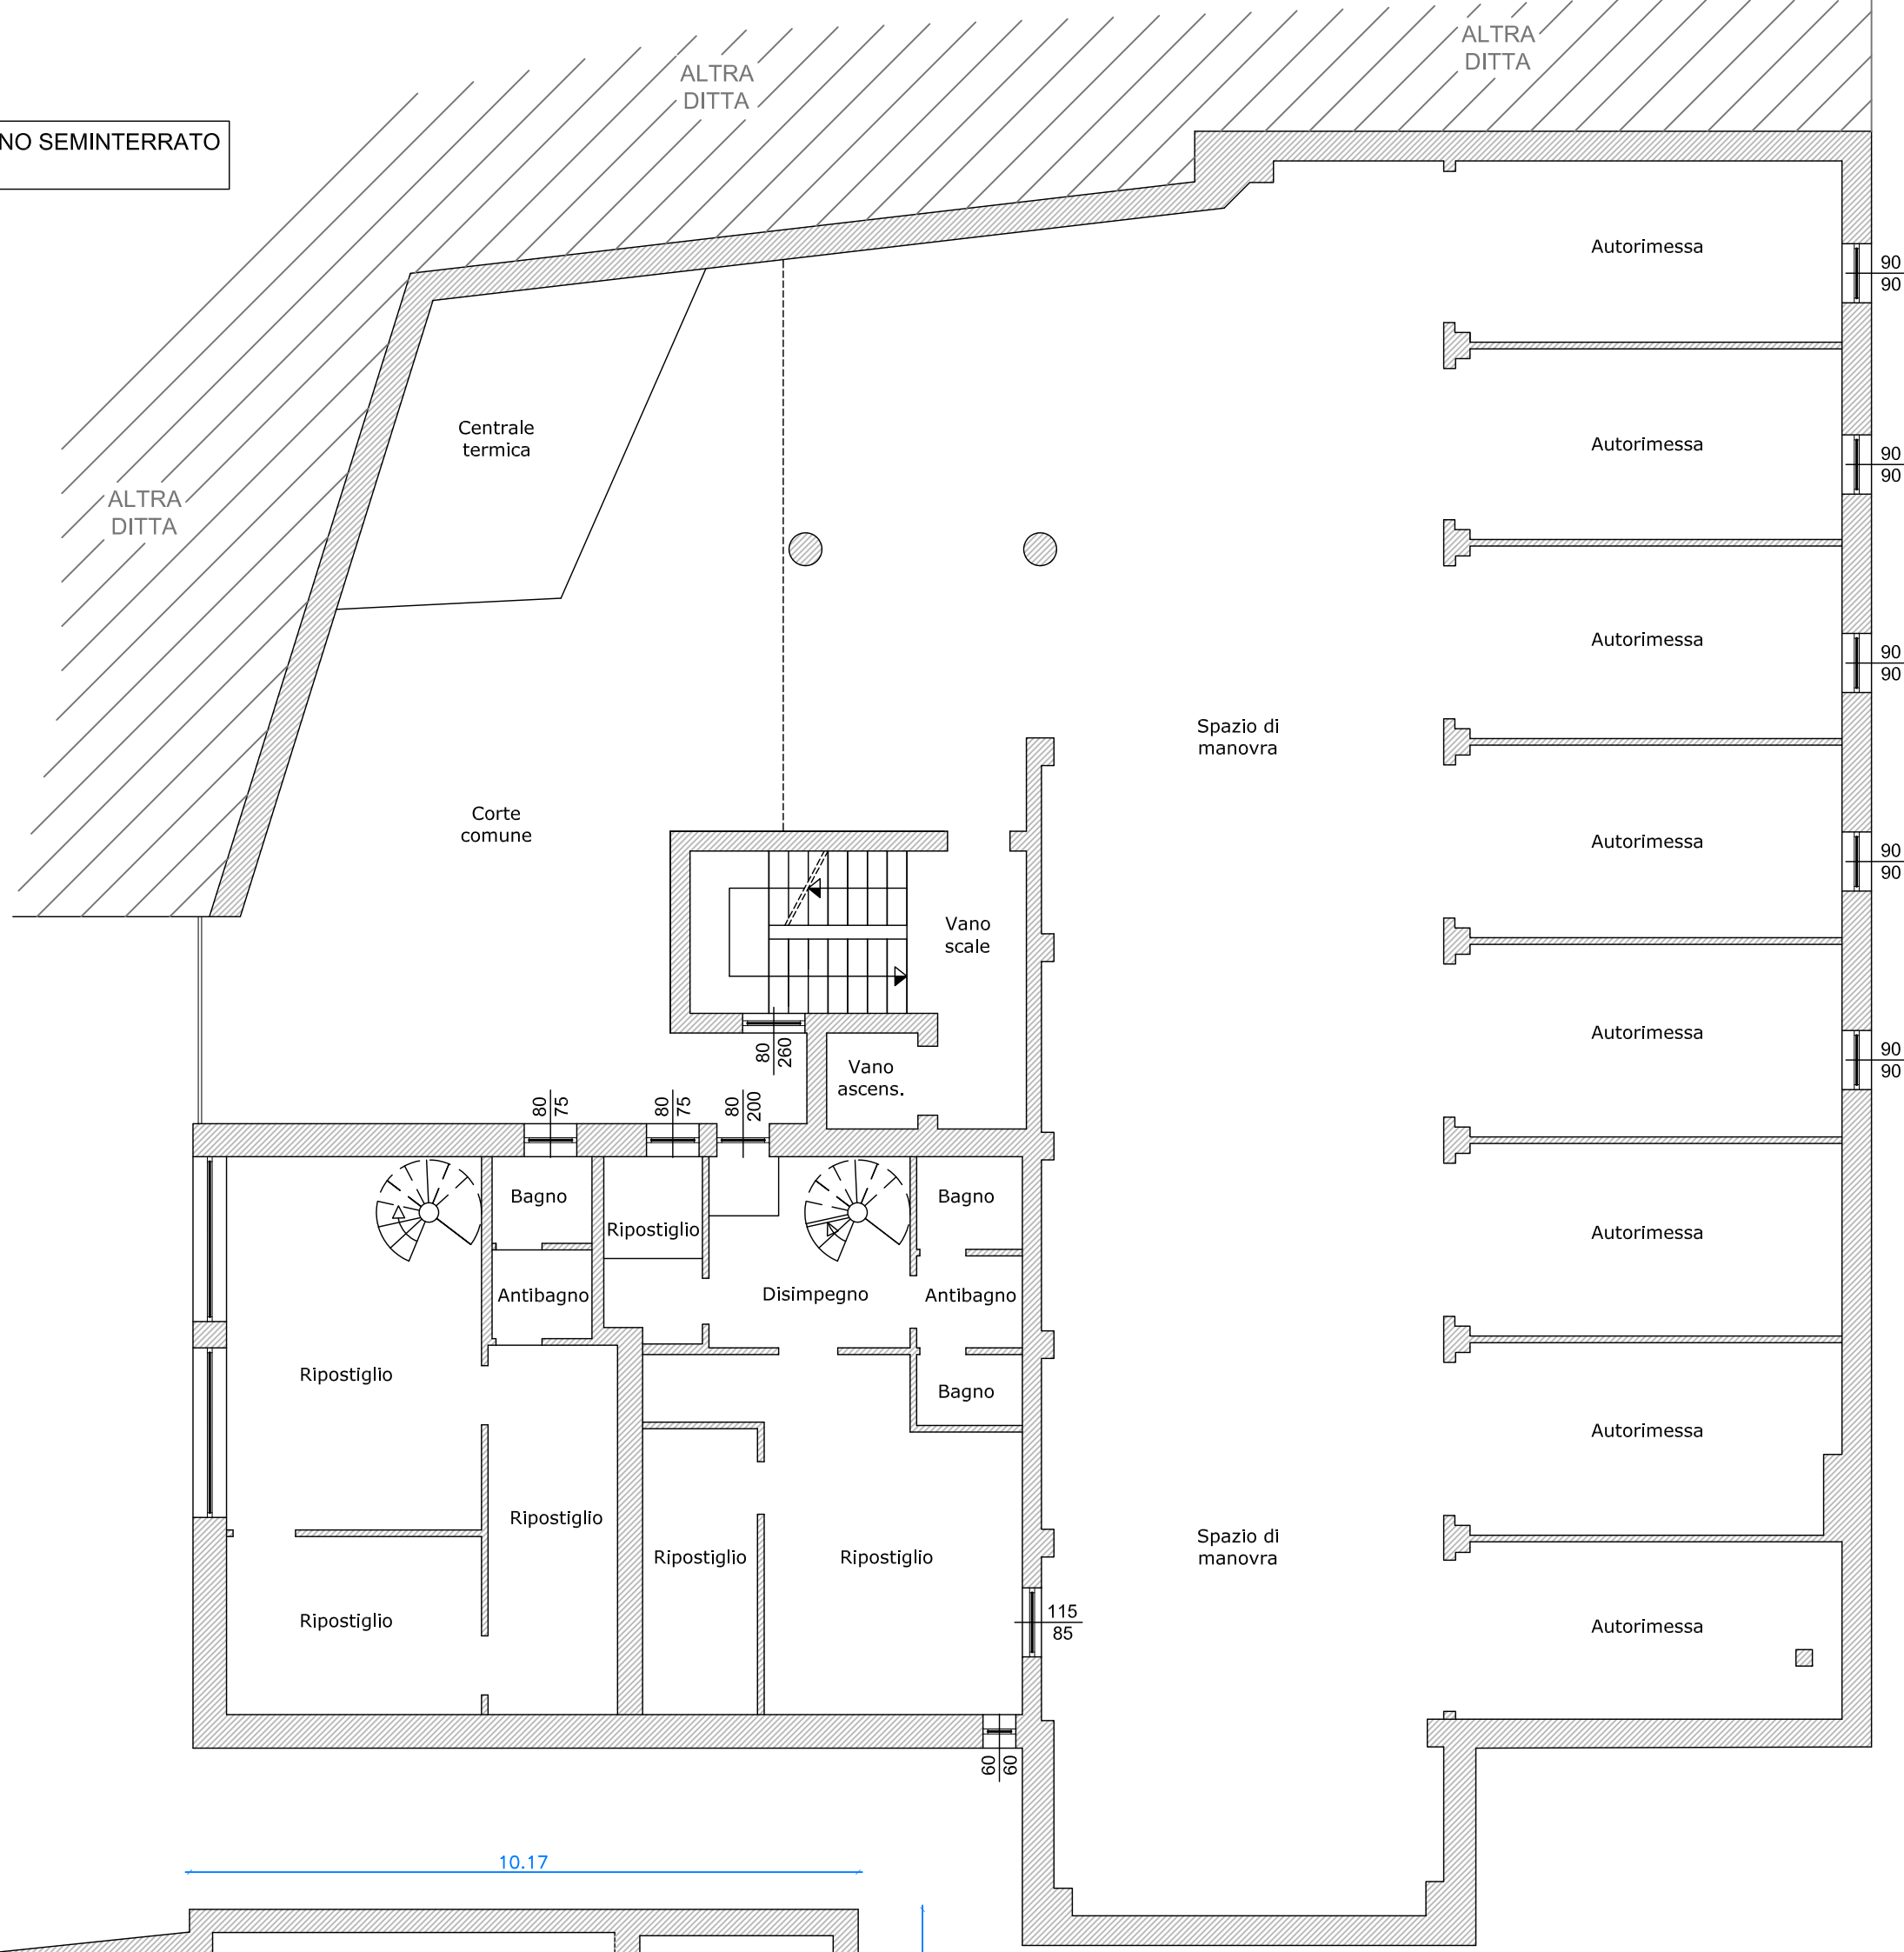 ALTRA
DITTA
ALTRA
DITTA
NO SEMINTERRATO
Autorimessa
90
90
Centrale
termica
Autorimessa
90
90
ALTRA
DITTA
Autorimessa
90
90
Spazio di
manovra
Corte
comune
Autorimessa
90
90
Vano
scale
80
260
Vano
ascens.
Autorimessa
90
90
80
75
80
75
80
200
Bagno
Ripostiglio
Bagno
Autorimessa
Antibagno
Disimpegno
Antibagno
Ripostiglio
Bagno
Autorimessa
Ripostiglio
Ripostiglio
Ripostiglio
Spazio di
manovra
Ripostiglio
115
85
Autorimessa
60
60
10.17